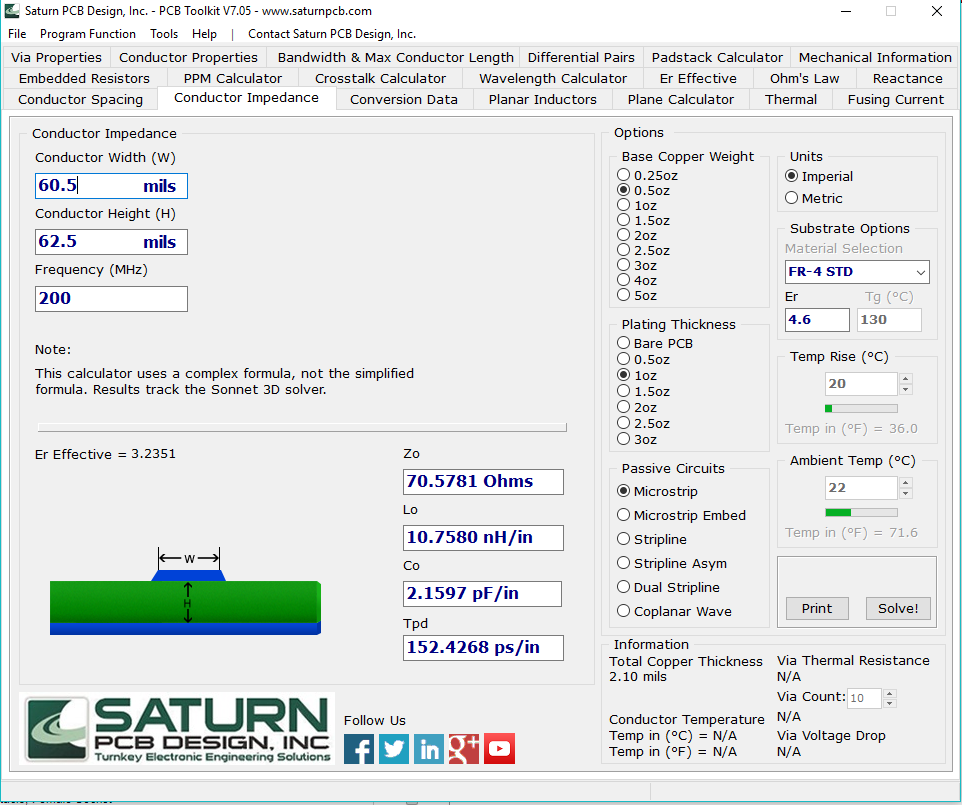 Saturn PCB Design, Inc. - PCB Toolkit V7.05 - www.saturnpcb.com
File Program Function Tools Help | Contact Saturn PCB Design, Inc.
Via Properties Conductor Properties Bandwidth & Max Conductor Length Differential Pairs Padstack Calculator Mechanical Information
Embedded Resistors PPM Calculator Crosstalk Calculator Wavelength Calculator Er Effective Ohm's Law Reactance
Conductor Spacing Conductor Impedance Conversion Data Planar Inductors Plane Calculator Thermal Fusing Current
Conductor Impedance
Conductor Width (W)
60.5 mils
Conductor Height (H)
62.5 mils
Frequency (MHz)
200
Note:
This calculator uses a complex formula, not the simplified
formula. Results track the Sonnet 3D solver.
Er Effective = 3.2351
Zo
70.5781 Ohms
Lo
10.7580 nH/in
Co
2.1597 pF/in
Tpd
152.4268 ps/in
W
H
Options
Base Copper Weight
0.25oz
0.5oz
1oz
1.5oz
2oz
2.5oz
3oz
4oz
5oz
Plating Thickness
Bare PCB
0.5oz
1oz
1.5oz
2oz
2.5oz
3oz
Passive Circuits
Microstrip
Microstrip Embed
Stripline
Stripline Asym
Dual Stripline
Coplanar Wave
Units
Imperial
Metric
Substrate Options
Material Selection
FR-4 STD
Er Tg (°C)
4.6 130
Temp Rise (°C)
20
Temp in (°F) = 36.0
Ambient Temp (°C)
22
Temp in (°F) = 71.6
Print Solve!
Information
Total Copper Thickness
2.10 mils
Conductor Temperature
Temp in (°C) = N/A
Temp in (°F) = N/A
Via Thermal Resistance
N/A
Via Count: 10
N/A
Via Voltage Drop
N/A
SATURN
PCB DESIGN, INC
Turnkey Electronic Engineering Solutions
Follow Us
f
in
g+